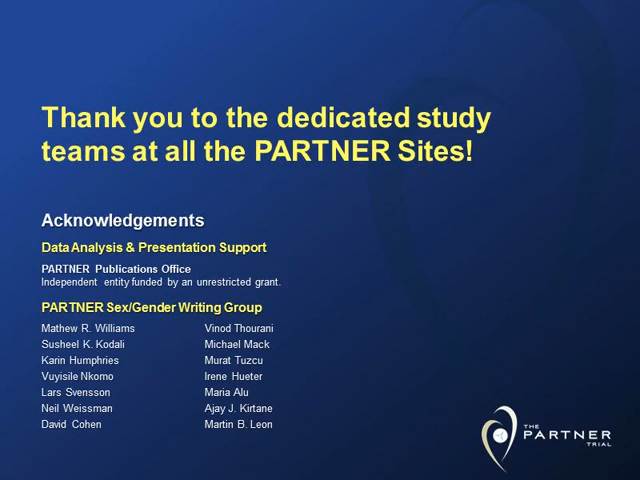 Thank you to the dedicated study
teams at all the PARTNER Sites!
Acknowledgements
Data Analysis & Presentation Support
PARTNER Publications Office
Independent entity funded by an unrestricted grant.
PARTNER Sex/Gender Writing Group
Mathew R. Williams
Susheel K. Kodali
Karin Humphries
Vuyisile Nkomo
Lars Svensson
Neil Weissman
David Cohen
Vinod Thourani
Michael Mack
Murat Tuzcu
Irene Hueter
Maria Alu
Ajay J. Kirtane
Martin B. Leon
THE
PARTNER
TRIAL